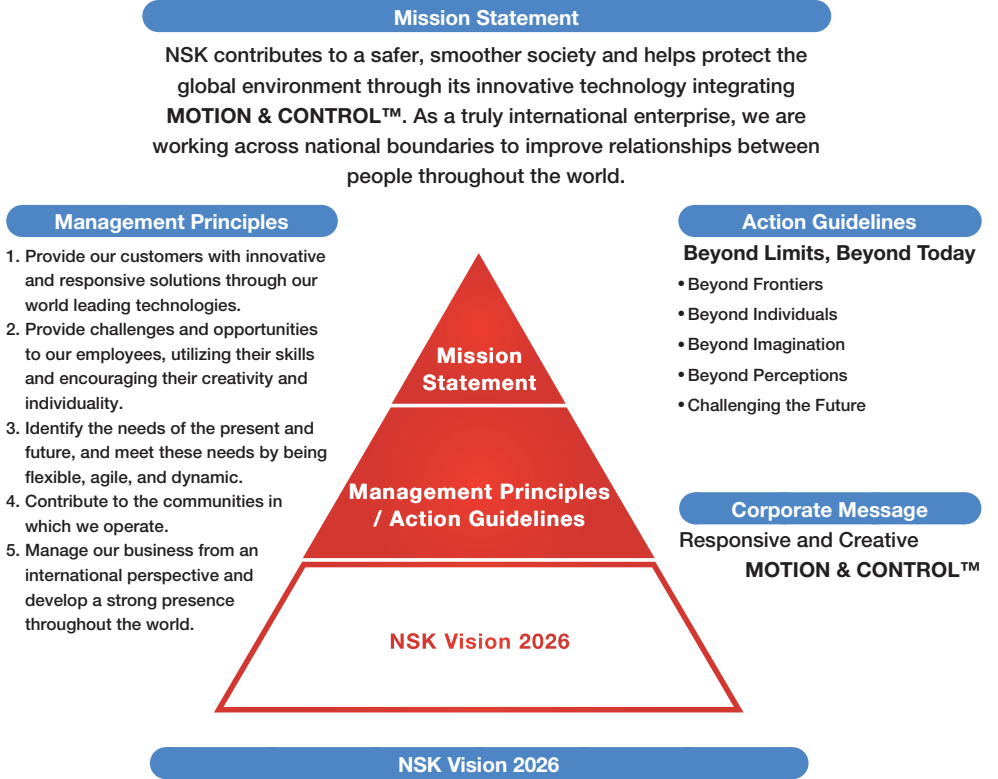 Mission Statement
NSK contributes to a safer, smoother society and helps protect the
global environment through its innovative technology integrating
MOTION & CONTROL™. As a truly international enterprise, we are
working across national boundaries to improve relationships between
people throughout the world.
Management Principles
1. Provide our customers with innovative
and responsive solutions through our
world leading technologies.
2. Provide challenges and opportunities
to our employees, utilizing their skills
and encouraging their creativity and
individuality.
3. Identify the needs of the present and
future, and meet these needs by being
flexible, agile, and dynamic.
4. Contribute to the communities in
which we operate.
5. Manage our business from an
international perspective and
develop a strong presence
throughout the world.
Mission
Statement
Management Principles
/ Action Guidelines
NSK Vision 2026
Action Guidelines
Beyond Limits, Beyond Today
• Beyond Frontiers
• Beyond Individuals
• Beyond Imagination
• Beyond Perceptions
• Challenging the Future
Corporate Message
Responsive and Creative
MOTION & CONTROL™
NSK Vision 2026